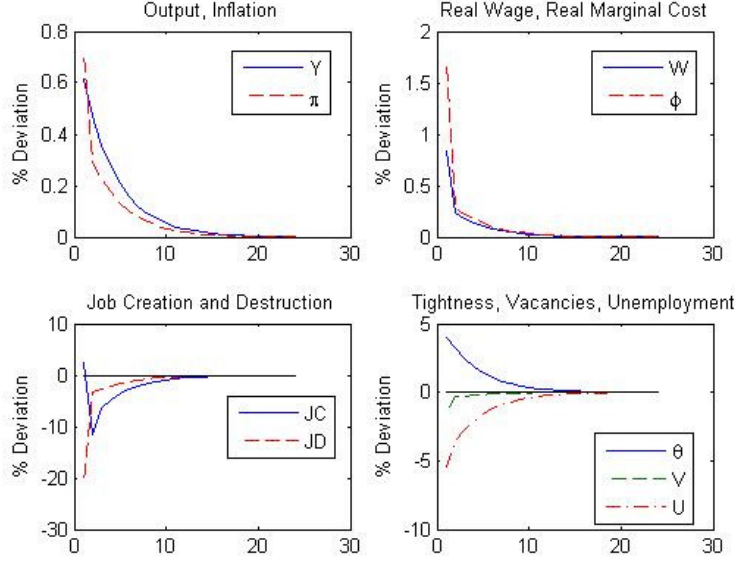 Output, Inflation
% Deviation
0.8
0.6
0.4
0.2
0
0
10
20
30
Y
π
Real Wage, Real Marginal Cost
% Deviation
2
1.5
1
0.5
0
0
10
20
30
W
ϕ
Job Creation and Destruction
% Deviation
10
0
-10
-20
-30
0
10
20
30
JC
JD
Tightness, Vacancies, Unemployment
% Deviation
5
0
-5
-10
0
10
20
30
θ
V
U